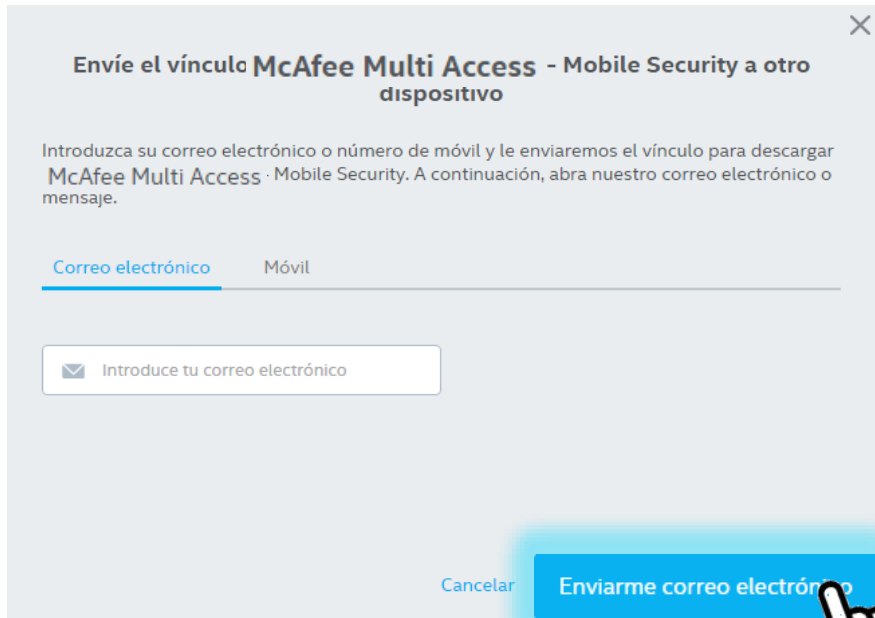 Envíe el vínculo McAfee Multi Access - Mobile Security a otro
dispositivo
Introduzca su correo electrónico o número de móvil y le enviaremos el vínculo para descargar
McAfee Multi Access · Mobile Security. A continuación, abra nuestro correo electrónico o
mensaje.
Correo electrónico Móvil
Introduce tu correo electrónico
Cancelar Enviarme correo electrónico